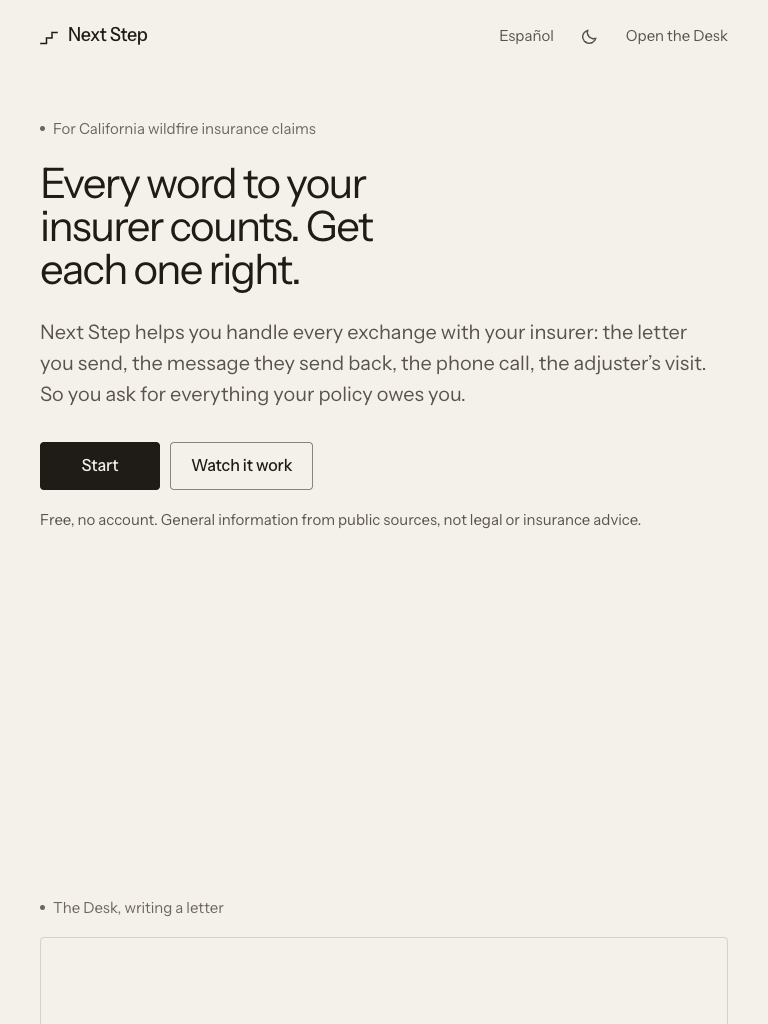 Next Step
Español
Open the Desk
For California wildfire insurance claims
Every word to your
insurer counts. Get
each one right.
Next Step helps you handle every exchange with your insurer: the letter
you send, the message they send back, the phone call, the adjuster’s visit.
So you ask for everything your policy owes you.
Start
Watch it work
Free, no account. General information from public sources, not legal or insurance advice.
The Desk, writing a letter